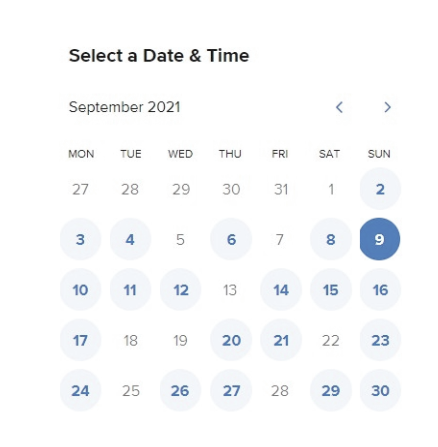 Select a Date & Time
September 2021
MON TUE WED THU FRI SAT SUN
27 28 29 30 31 1 2
3 4 5 6 7 8 9
10 11 12 13 14 15 16
17 18 19 20 21 22 23
24 25 26 27 28 29 30